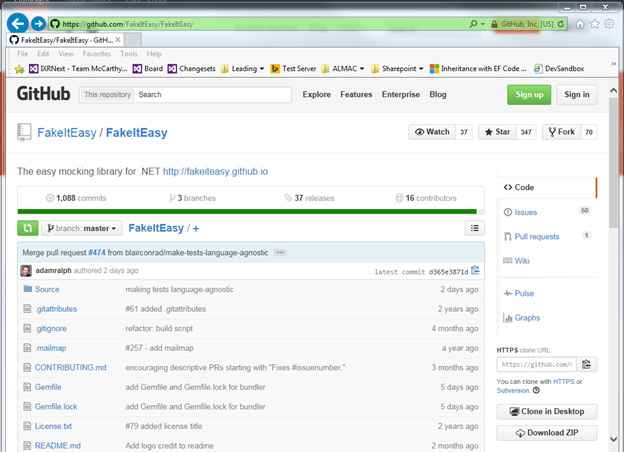 https://github.com/FakeItEasy/FakeItEasy
GitHub, Inc. [US]
FakeItEasy/FakeItEasy - GitH...
File Edit View Favorites Tools Help
IXRNext - Team McCarthy... Board Changesets Leading Test Server ALMAC Sharepoint Inheritance with EF Code ... DevSandbox
GitHub This repository Search Explore Features Enterprise Blog Sign up Sign in
FakeItEasy / FakeItEasy Watch 37 Star 347 Fork 70
The easy mocking library for .NET http://fakeiteasy.github.io
1,088 commits 3 branches 37 releases 16 contributors
branch: master FakeItEasy / +
Merge pull request #474 from blairconrad/make-tests-language-agnostic ...
adamralph authored 2 days ago latest commit d365e3871d
Source making tests language-agnostic 2 days ago
.gitattributes #61 added .gitattributes 2 years ago
.gitignore refactor: build script 4 months ago
.mailmap #257 - add mailmap a year ago
CONTRIBUTING.md encouraging descriptive PRs starting with "Fixes #issuenumber." 3 months ago
Gemfile add Gemfile and Gemfile.lock for bundler 5 days ago
Gemfile.lock add Gemfile and Gemfile.lock for bundler 5 days ago
License.txt #79 added license title 2 years ago
README.md Add logo credit to readme 2 months ago
Code
Issues 50
Pull requests 1
Wiki
Pulse
Graphs
HTTPS clone URL
https://github.com/
You can clone with HTTPS or
Subversion.
Clone in Desktop
Download ZIP